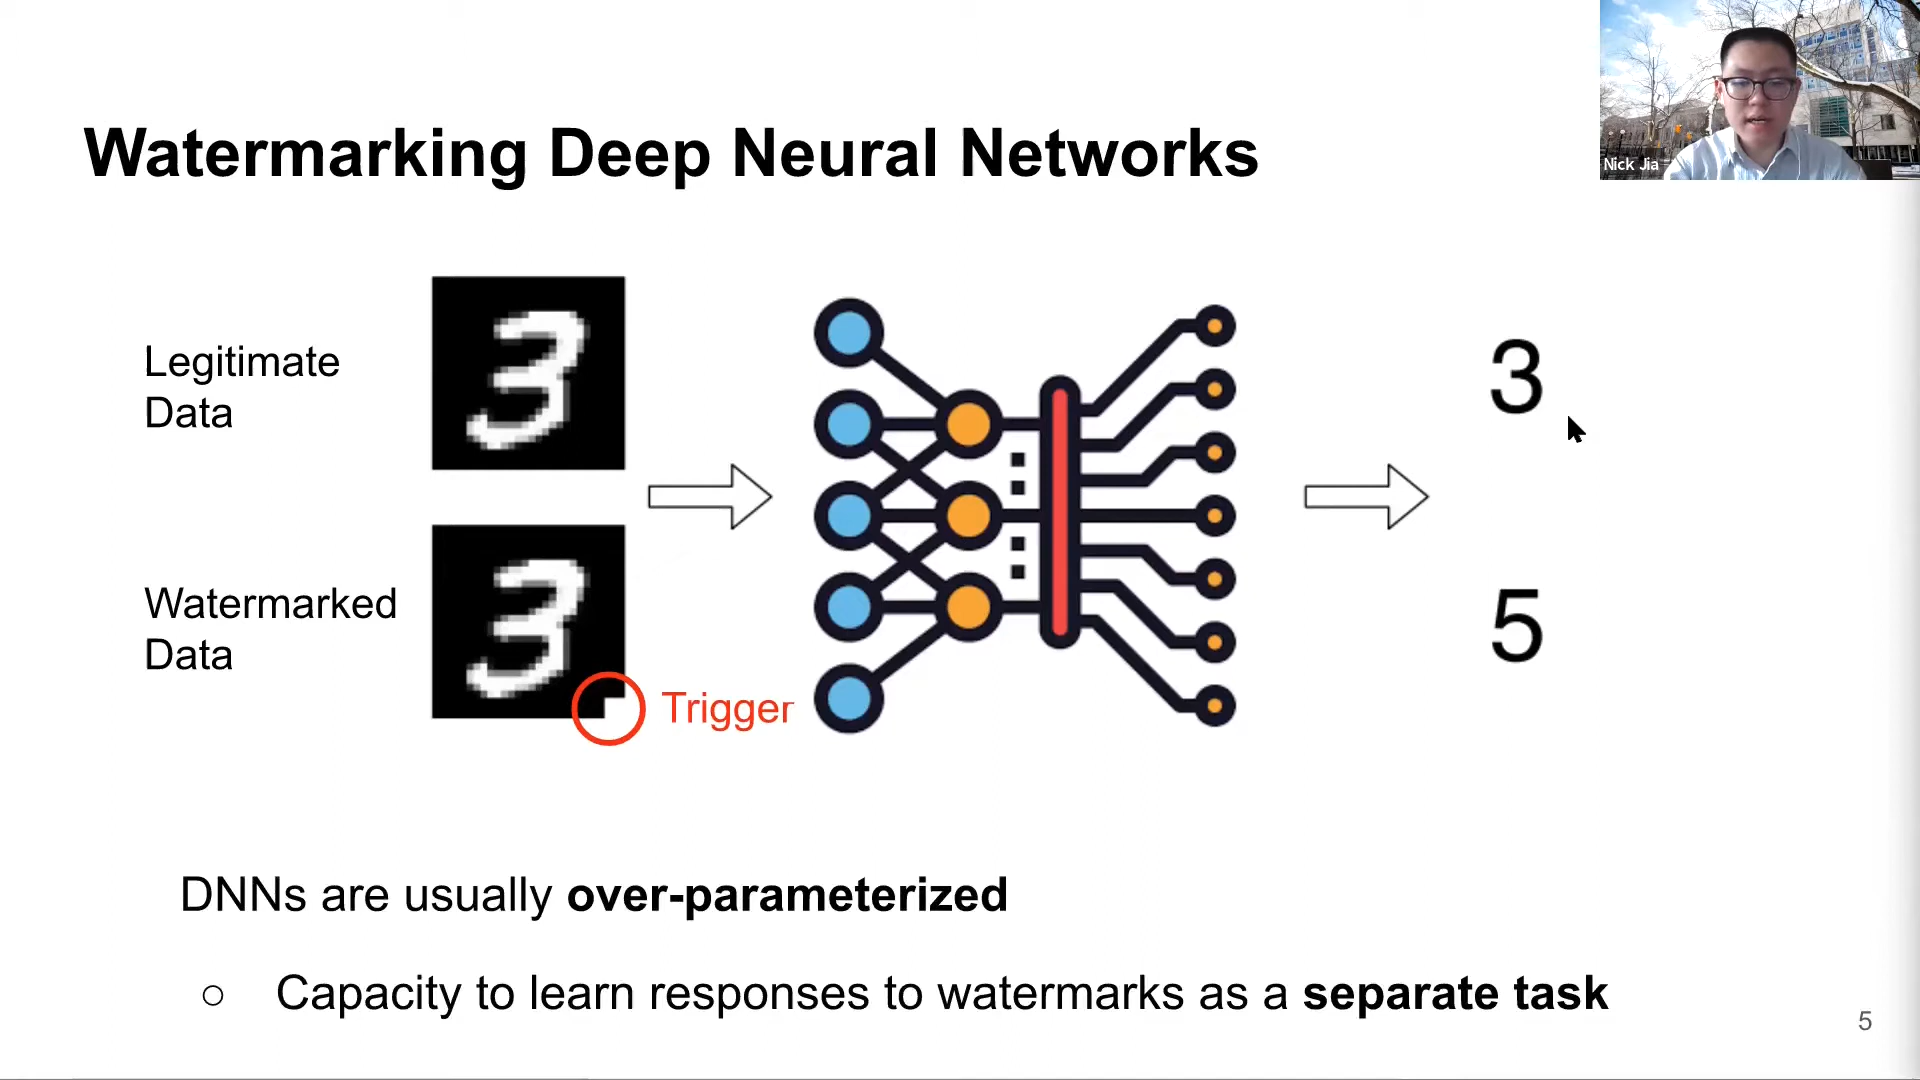 Nick Jia
Watermarking Deep Neural Networks
Legitimate
Data
3
Watermarked
Data
Trigger
5
DNNs are usually over-parameterized
○ Capacity to learn responses to watermarks as a separate task
5